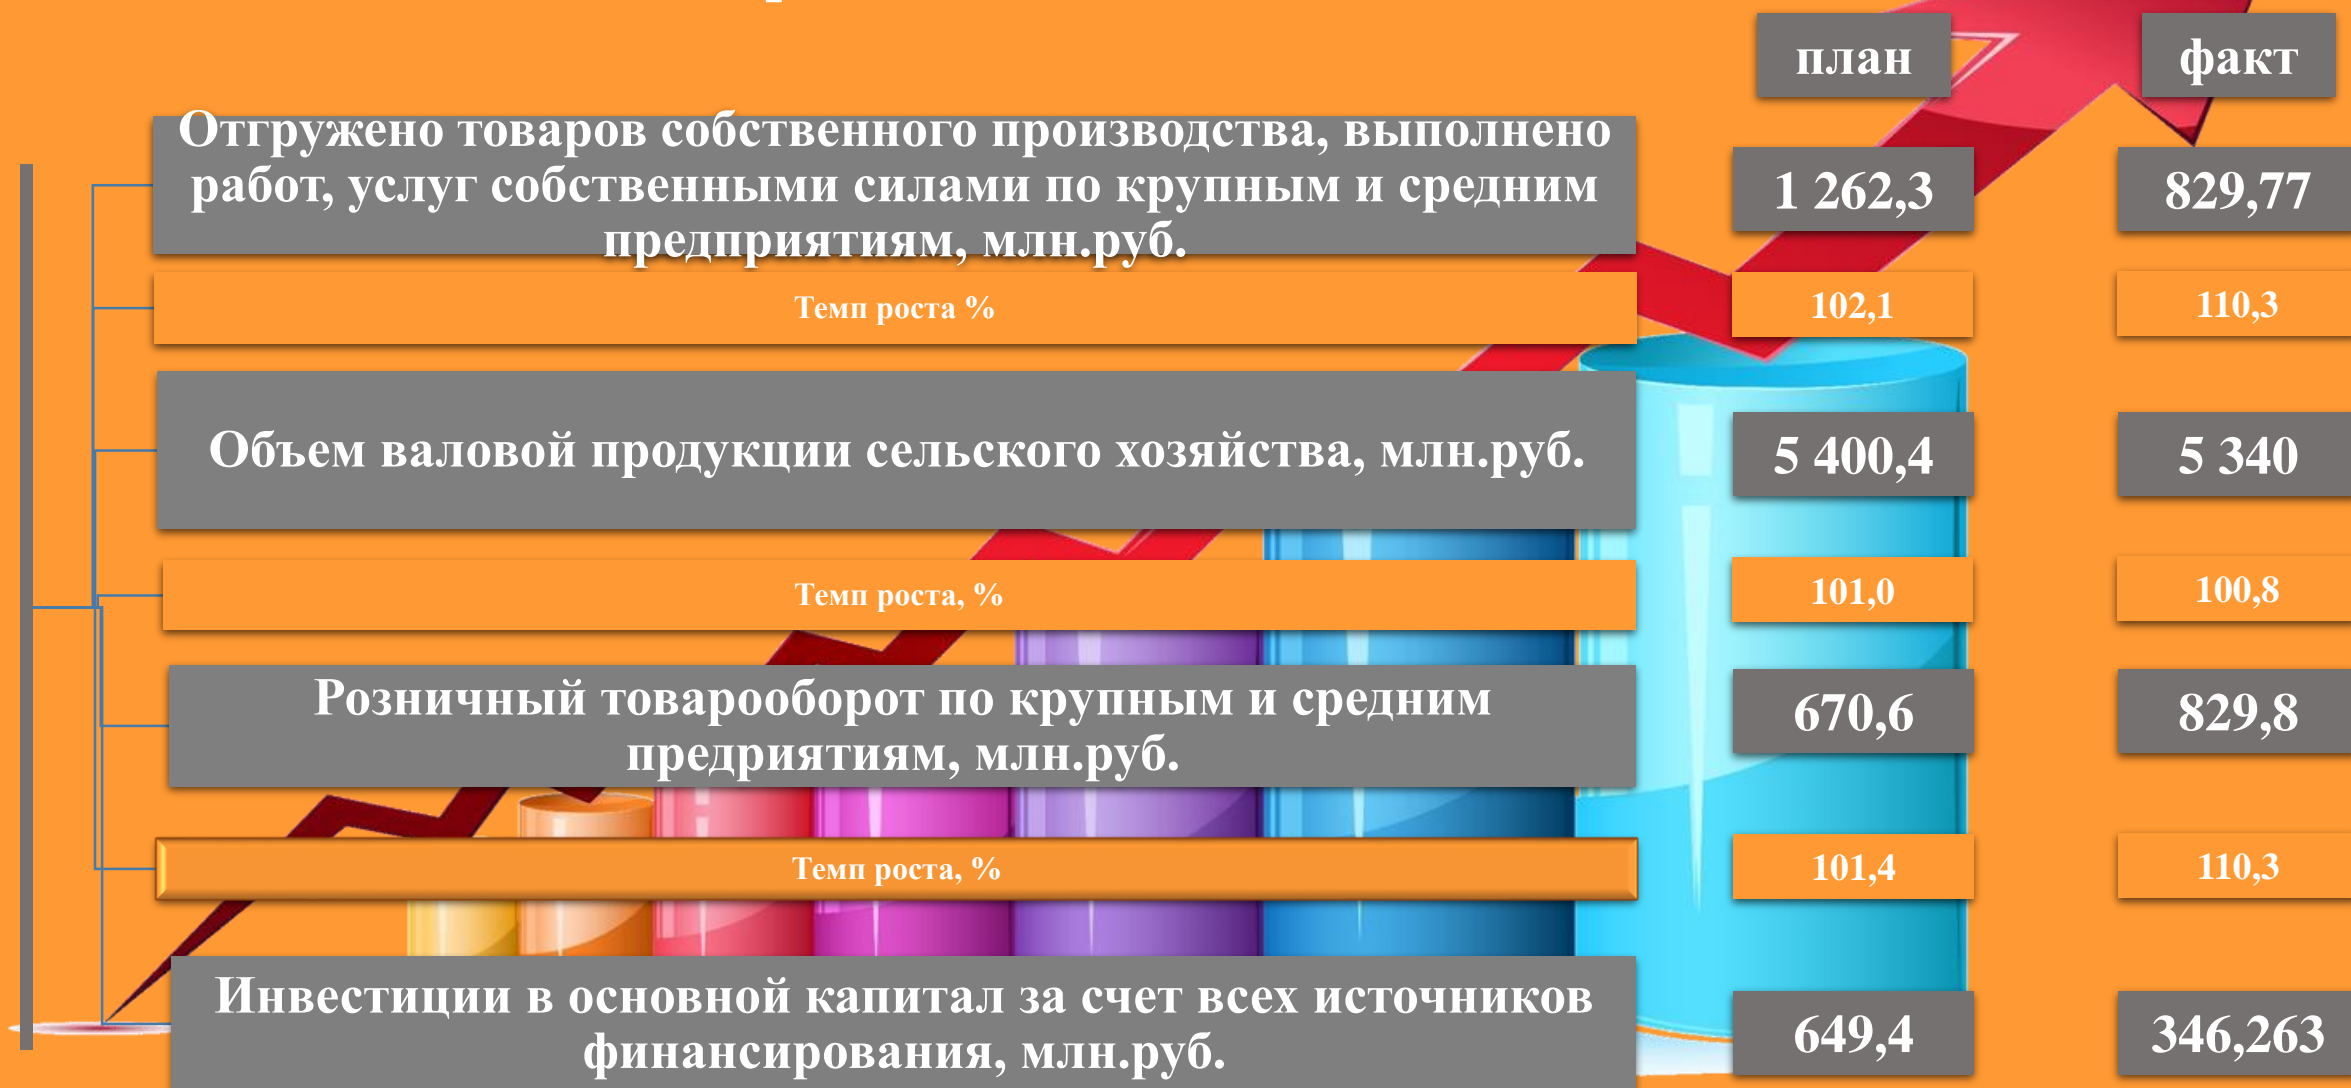 план факт
Отгружено товаров собственного производства, выполнено
работ, услуг собственными силами по крупным и средним
предприятиям, млн.руб.
1 262,3 829,77
Темп роста % 102,1 110,3
Объем валовой продукции сельского хозяйства, млн.руб. 5 400,4 5 340
Темп роста, % 101,0 100,8
Розничный товарооборот по крупным и средним
предриятиям, млн.руб.
670,6 829,8
Темп роста, % 101,4 110,3
Инвестиции в основной капитал за счет всех источников
финансирования, млн.руб.
649,4 346,263